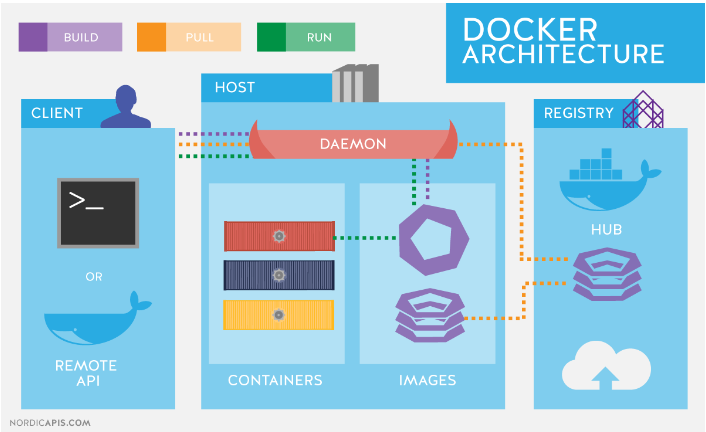 BUILD
PULL
RUN
DOCKER
ARCHITECTURE
CLIENT
HOST
REGISTRY
DAEMON
>_
OR
REMOTE
API
CONTAINERS
IMAGES
HUB
NORDICAPIS.COM